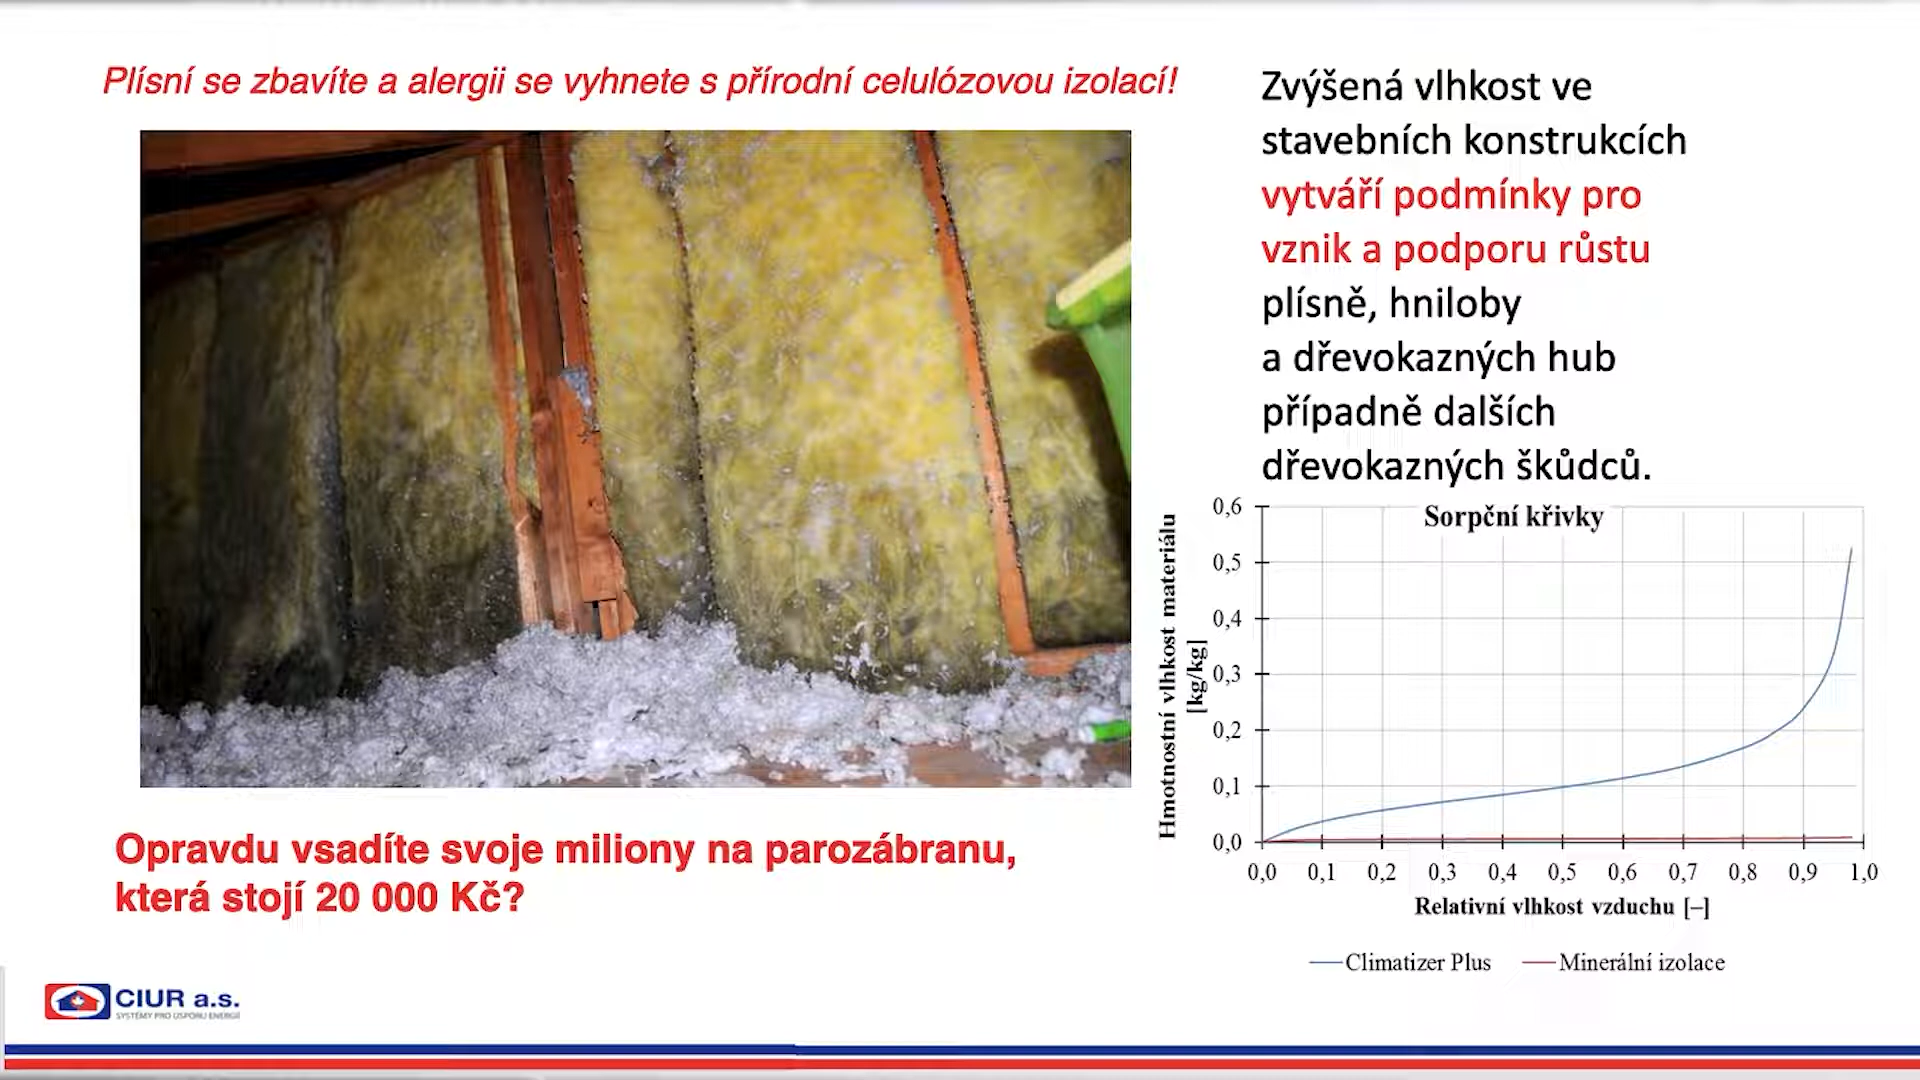 Plísní se zbavíte a alergii se vyhnete s přírodní celulózovou izolací!
Zvýšená vlhkost ve
stavebních konstrukcích
vytváří podmínky pro
vznik a podporu růstu
plísně, hniloby
a dřevokazných hub
případně dalších
dřevokazných škůdců.
Opravdu vsadíte svoje miliony na parozábranu,
která stojí 20 000 Kč?
Sorpční křivky
Hmotnostní vlhkost materiálu
[kg/kg]
0,6
0,5
0,4
0,3
0,2
0,1
0,0
0,0 0,1 0,2 0,3 0,4 0,5 0,6 0,7 0,8 0,9 1,0
Relativní vlhkost vzduchu [–]
Climatizer Plus Minerální izolace
CIUR a.s.
SYSTÉMY PRO ÚSPORU ENERGIÍ